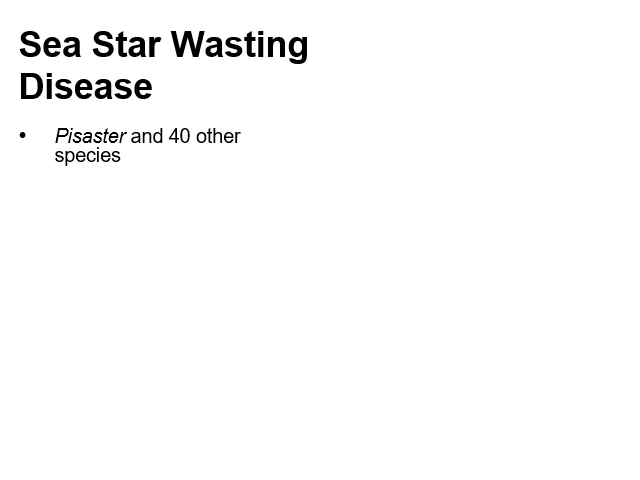 Sea Star Wasting
Disease
• Pisaster and 40 other
species